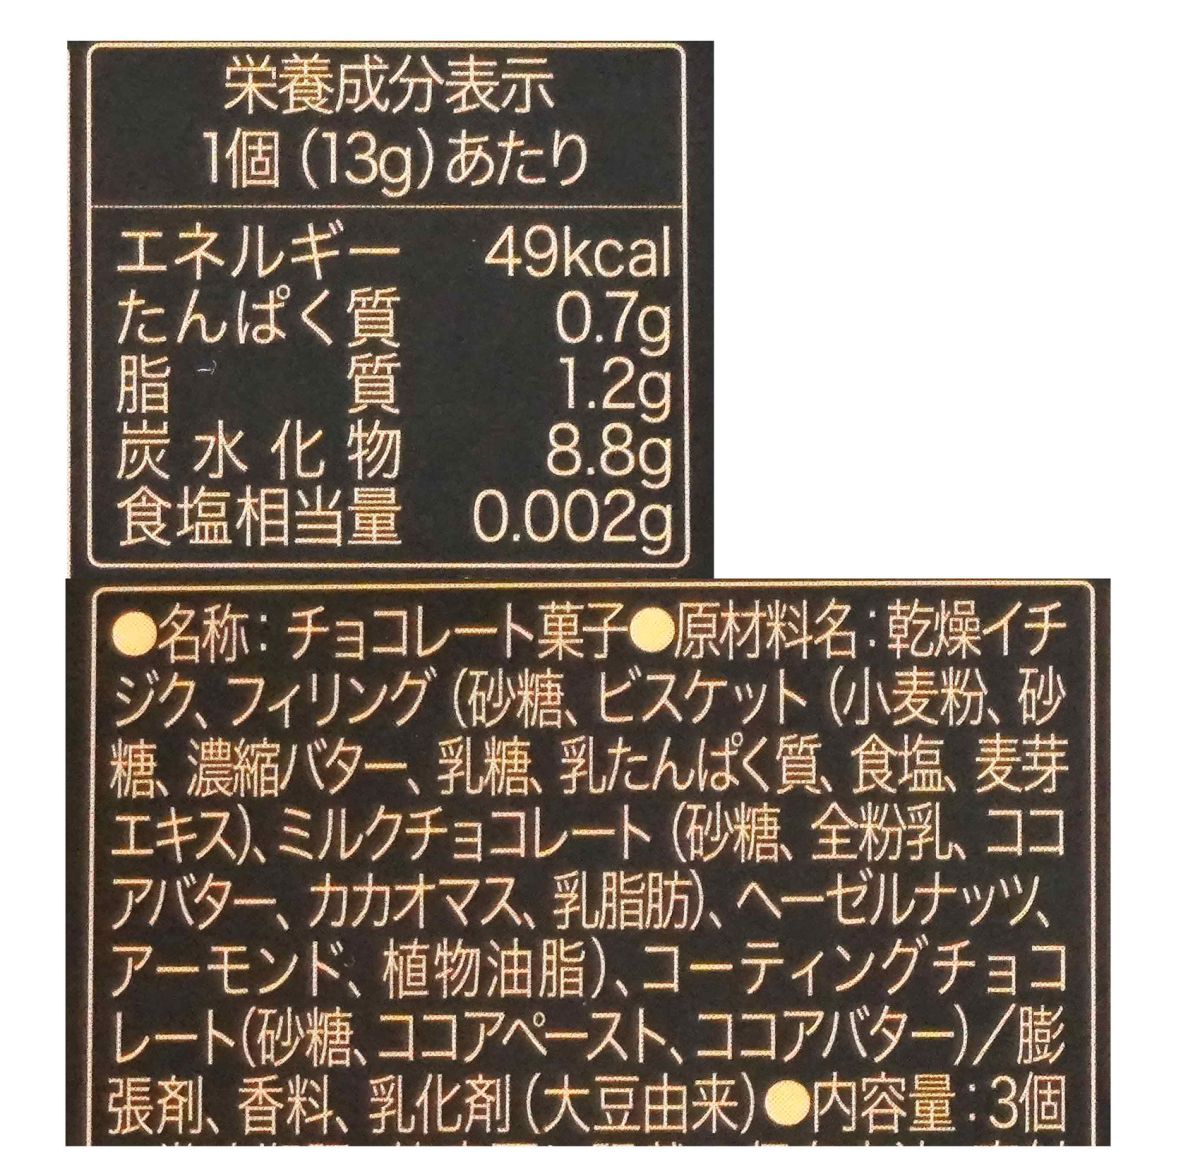 栄養成分表示
1個(13g)あたり
エネルギー 49kcal
たんぱく質 0.7g
脂質 1.2g
炭水化物 8.8g
食塩相当量 0.002g
●名称:チョコレート菓子●原材料名:乾燥イチ
ジク、フィリング(砂糖、ビスケット(小麦粉、砂
糖、濃縮バター、乳糖、乳たんぱく質、食塩、麦芽
エキス)、ミルクチョコレート(砂糖、全粉乳、ココ
アバター、カカオマス、乳脂肪)、ヘーゼルナッツ、
アーモンド、植物油脂)、コーティングチョコ
レート(砂糖、ココアペースト、ココアバター)/膨
張剤、香料、乳化剤(大豆由来)●内容量:3個